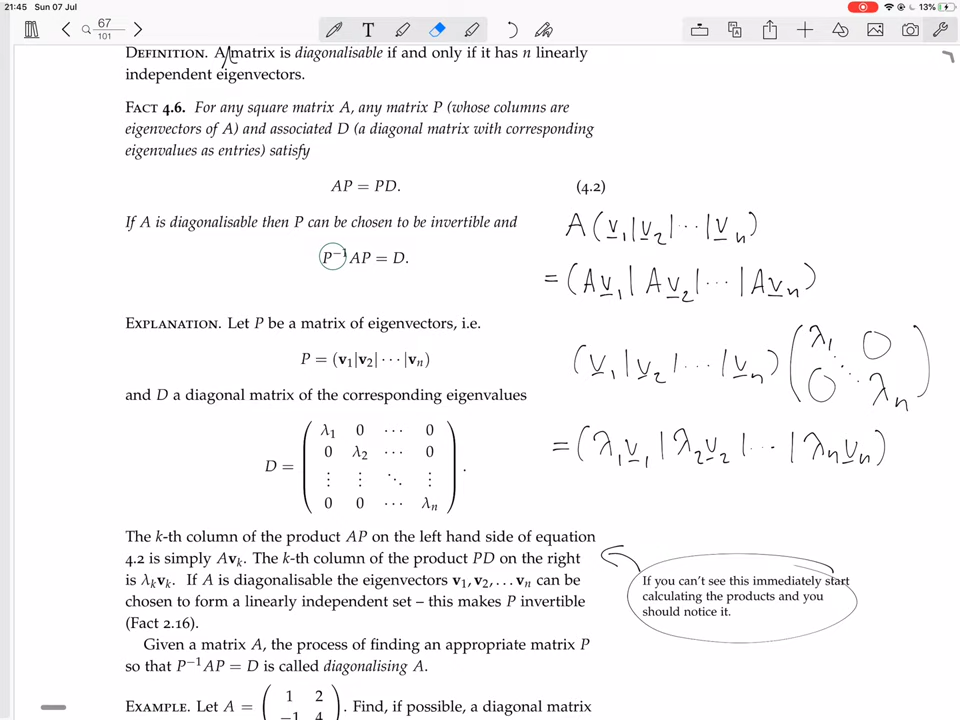 21:45 Sun 07 Jul
13%
67
101
T
DEFINITION. A matrix is diagonalisable if and only if it has n linearly
independent eigenvectors.
FACT 4.6. For any square matrix A, any matrix P (whose columns are
eigenvectors of A) and associated D (a diagonal matrix with corresponding
eigenvalues as entries) satisfy
AP = PD. (4.2)
If A is diagonalisable then P can be chosen to be invertible and
P⁻¹AP = D.
A(v₁|v₂|⋯|vₙ)
= (Av₁|Av₂|⋯|Avₙ)
EXPLANATION. Let P be a matrix of eigenvectors, i.e.
P = (v₁|v₂|⋯|vₙ)
(v₁|v₂|⋯|vₙ) ( λ₁ 0
⋱
0 λₙ )
and D a diagonal matrix of the corresponding eigenvalues
= (λ₁v₁|λ₂v₂|⋯|λₙvₙ)
D = ( λ₁ 0 ⋯ 0
0 λ₂ ⋯ 0
⋮ ⋮ ⋱ ⋮
0 0 ⋯ λₙ ) .
The k-th column of the product AP on the left hand side of equation
4.2 is simply Avₖ. The k-th column of the product PD on the right
is λₖvₖ. If A is diagonalisable the eigenvectors v₁, v₂, . . . vₙ can be
chosen to form a linearly independent set – this makes P invertible
(Fact 2.16).
If you can't see this immediately start
calculating the products and you
should notice it.
Given a matrix A, the process of finding an appropriate matrix P
so that P⁻¹AP = D is called diagonalising A.
EXAMPLE. Let A = ( 1 2
−1 4 ) . Find, if possible, a diagonal matrix